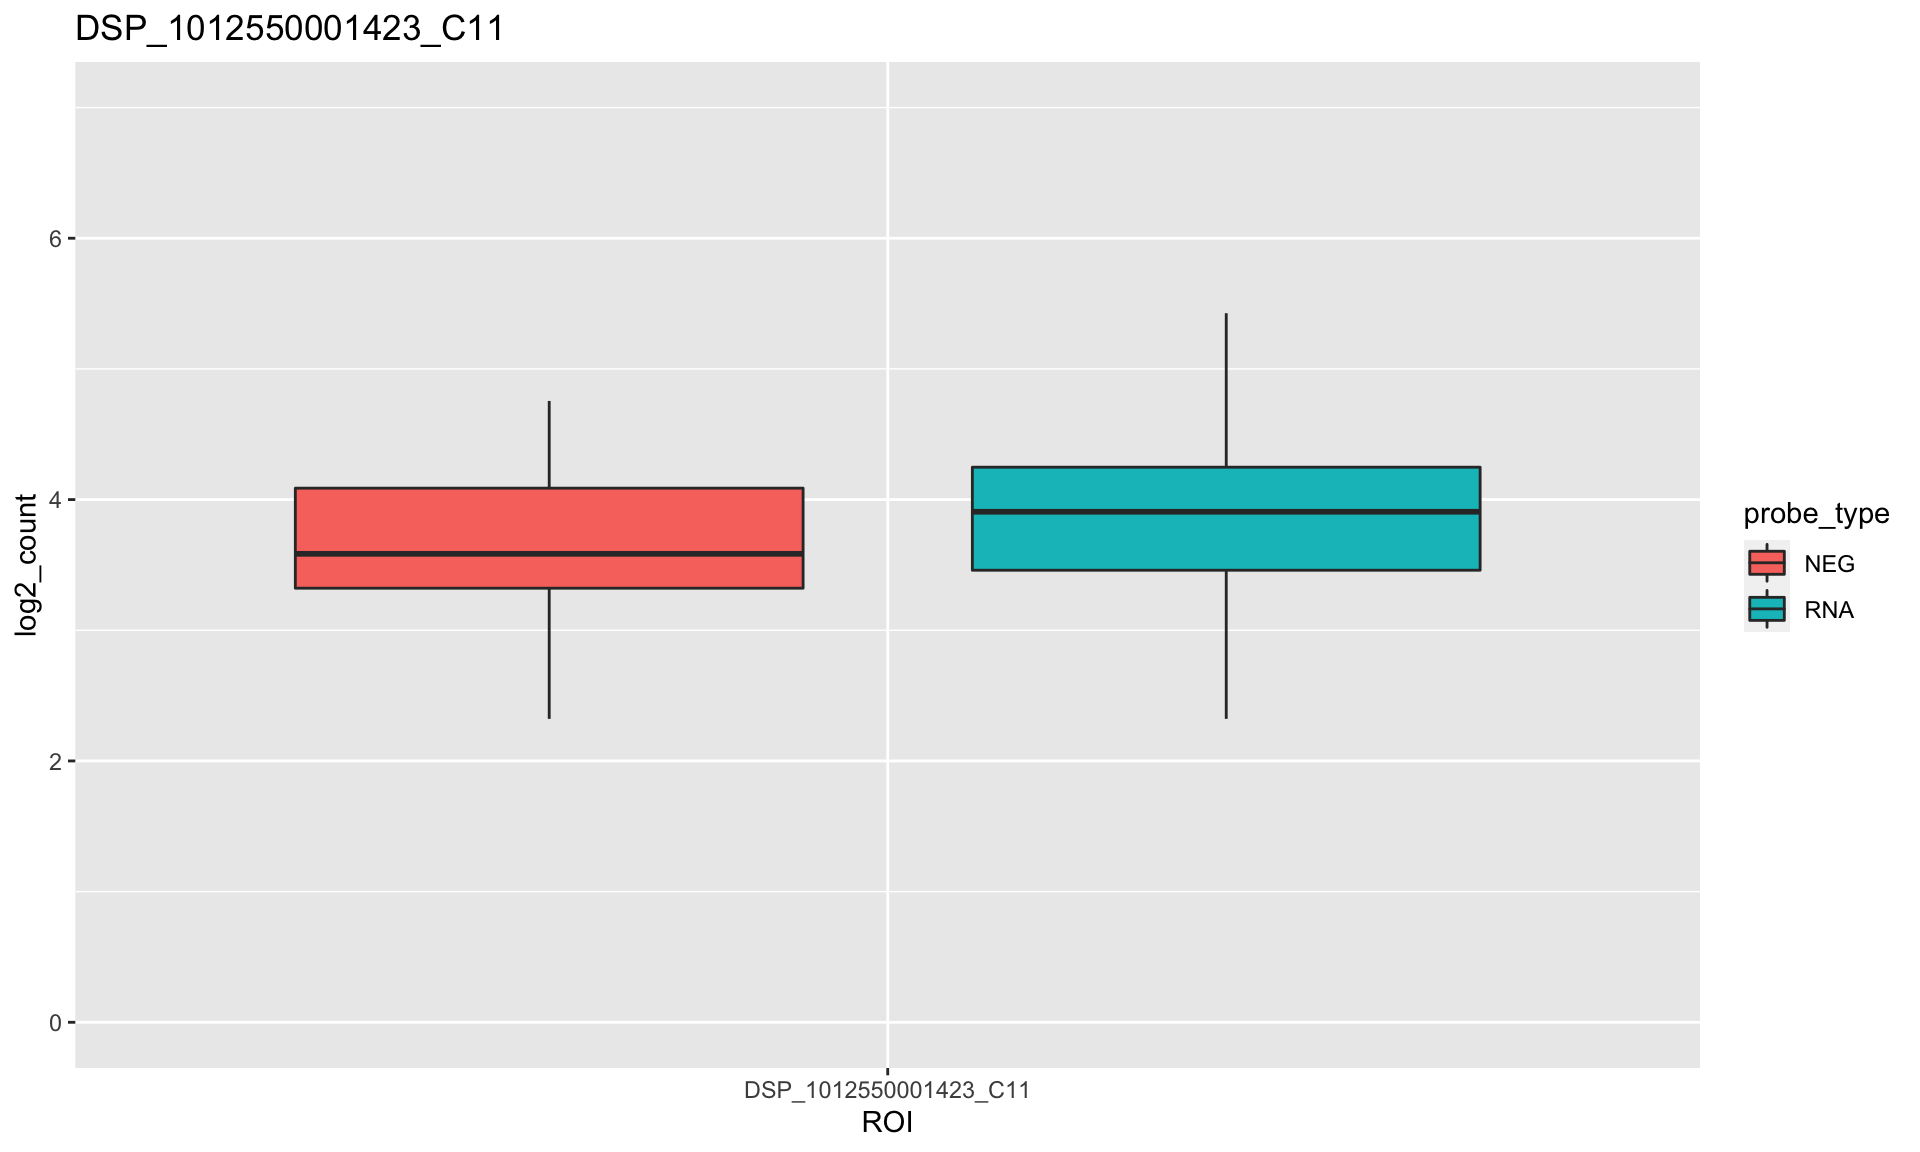 DSP_1012550001423_C11
6
4
2
0
log2_count
DSP_1012550001423_C11
ROI
probe_type
NEG
RNA